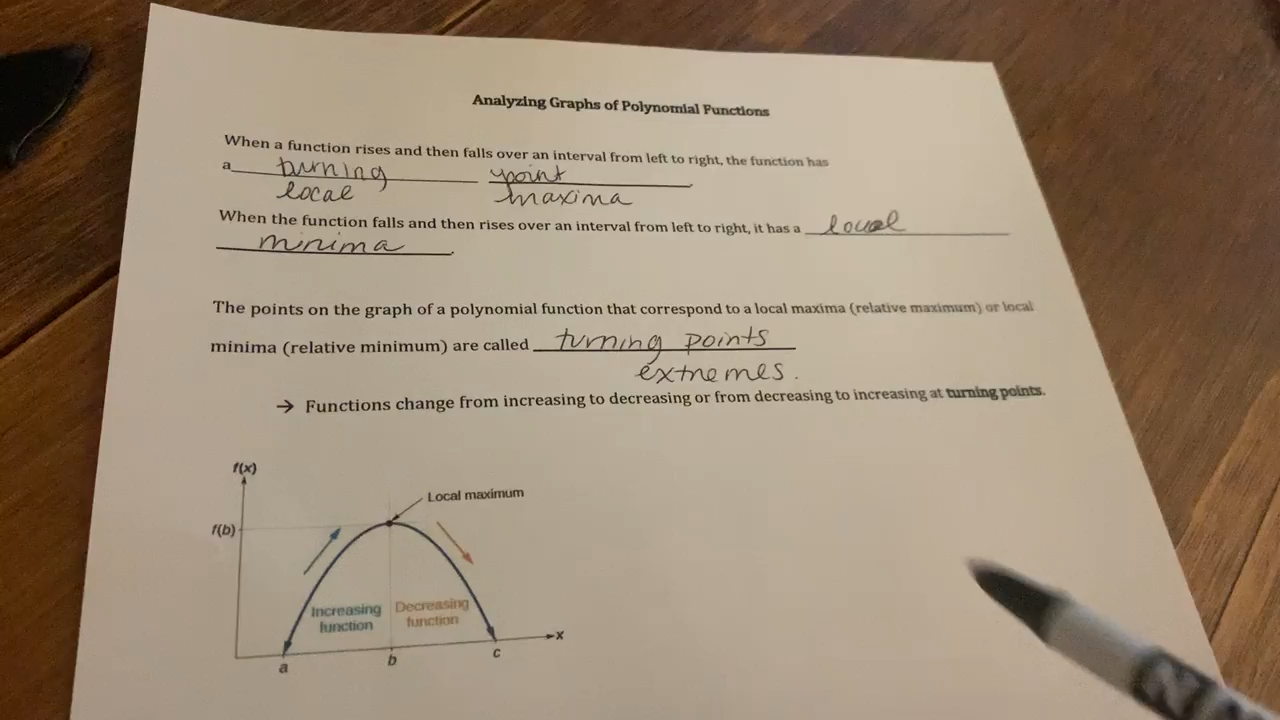 Analyzing Graphs of Polynomial Functions
When a function rises and then falls over an interval from left to right, the function has
a turning point.
local maxima
When the function falls and then rises over an interval from left to right, it has a local
minima.
The points on the graph of a polynomial function that correspond to a local maxima (relative maximum) or local
minima (relative minimum) are called turning points
extremes.
→ Functions change from increasing to decreasing or from decreasing to increasing at turning points.
f(x)
Local maximum
f(b)
Increasing function
Decreasing function
a
b
c
x